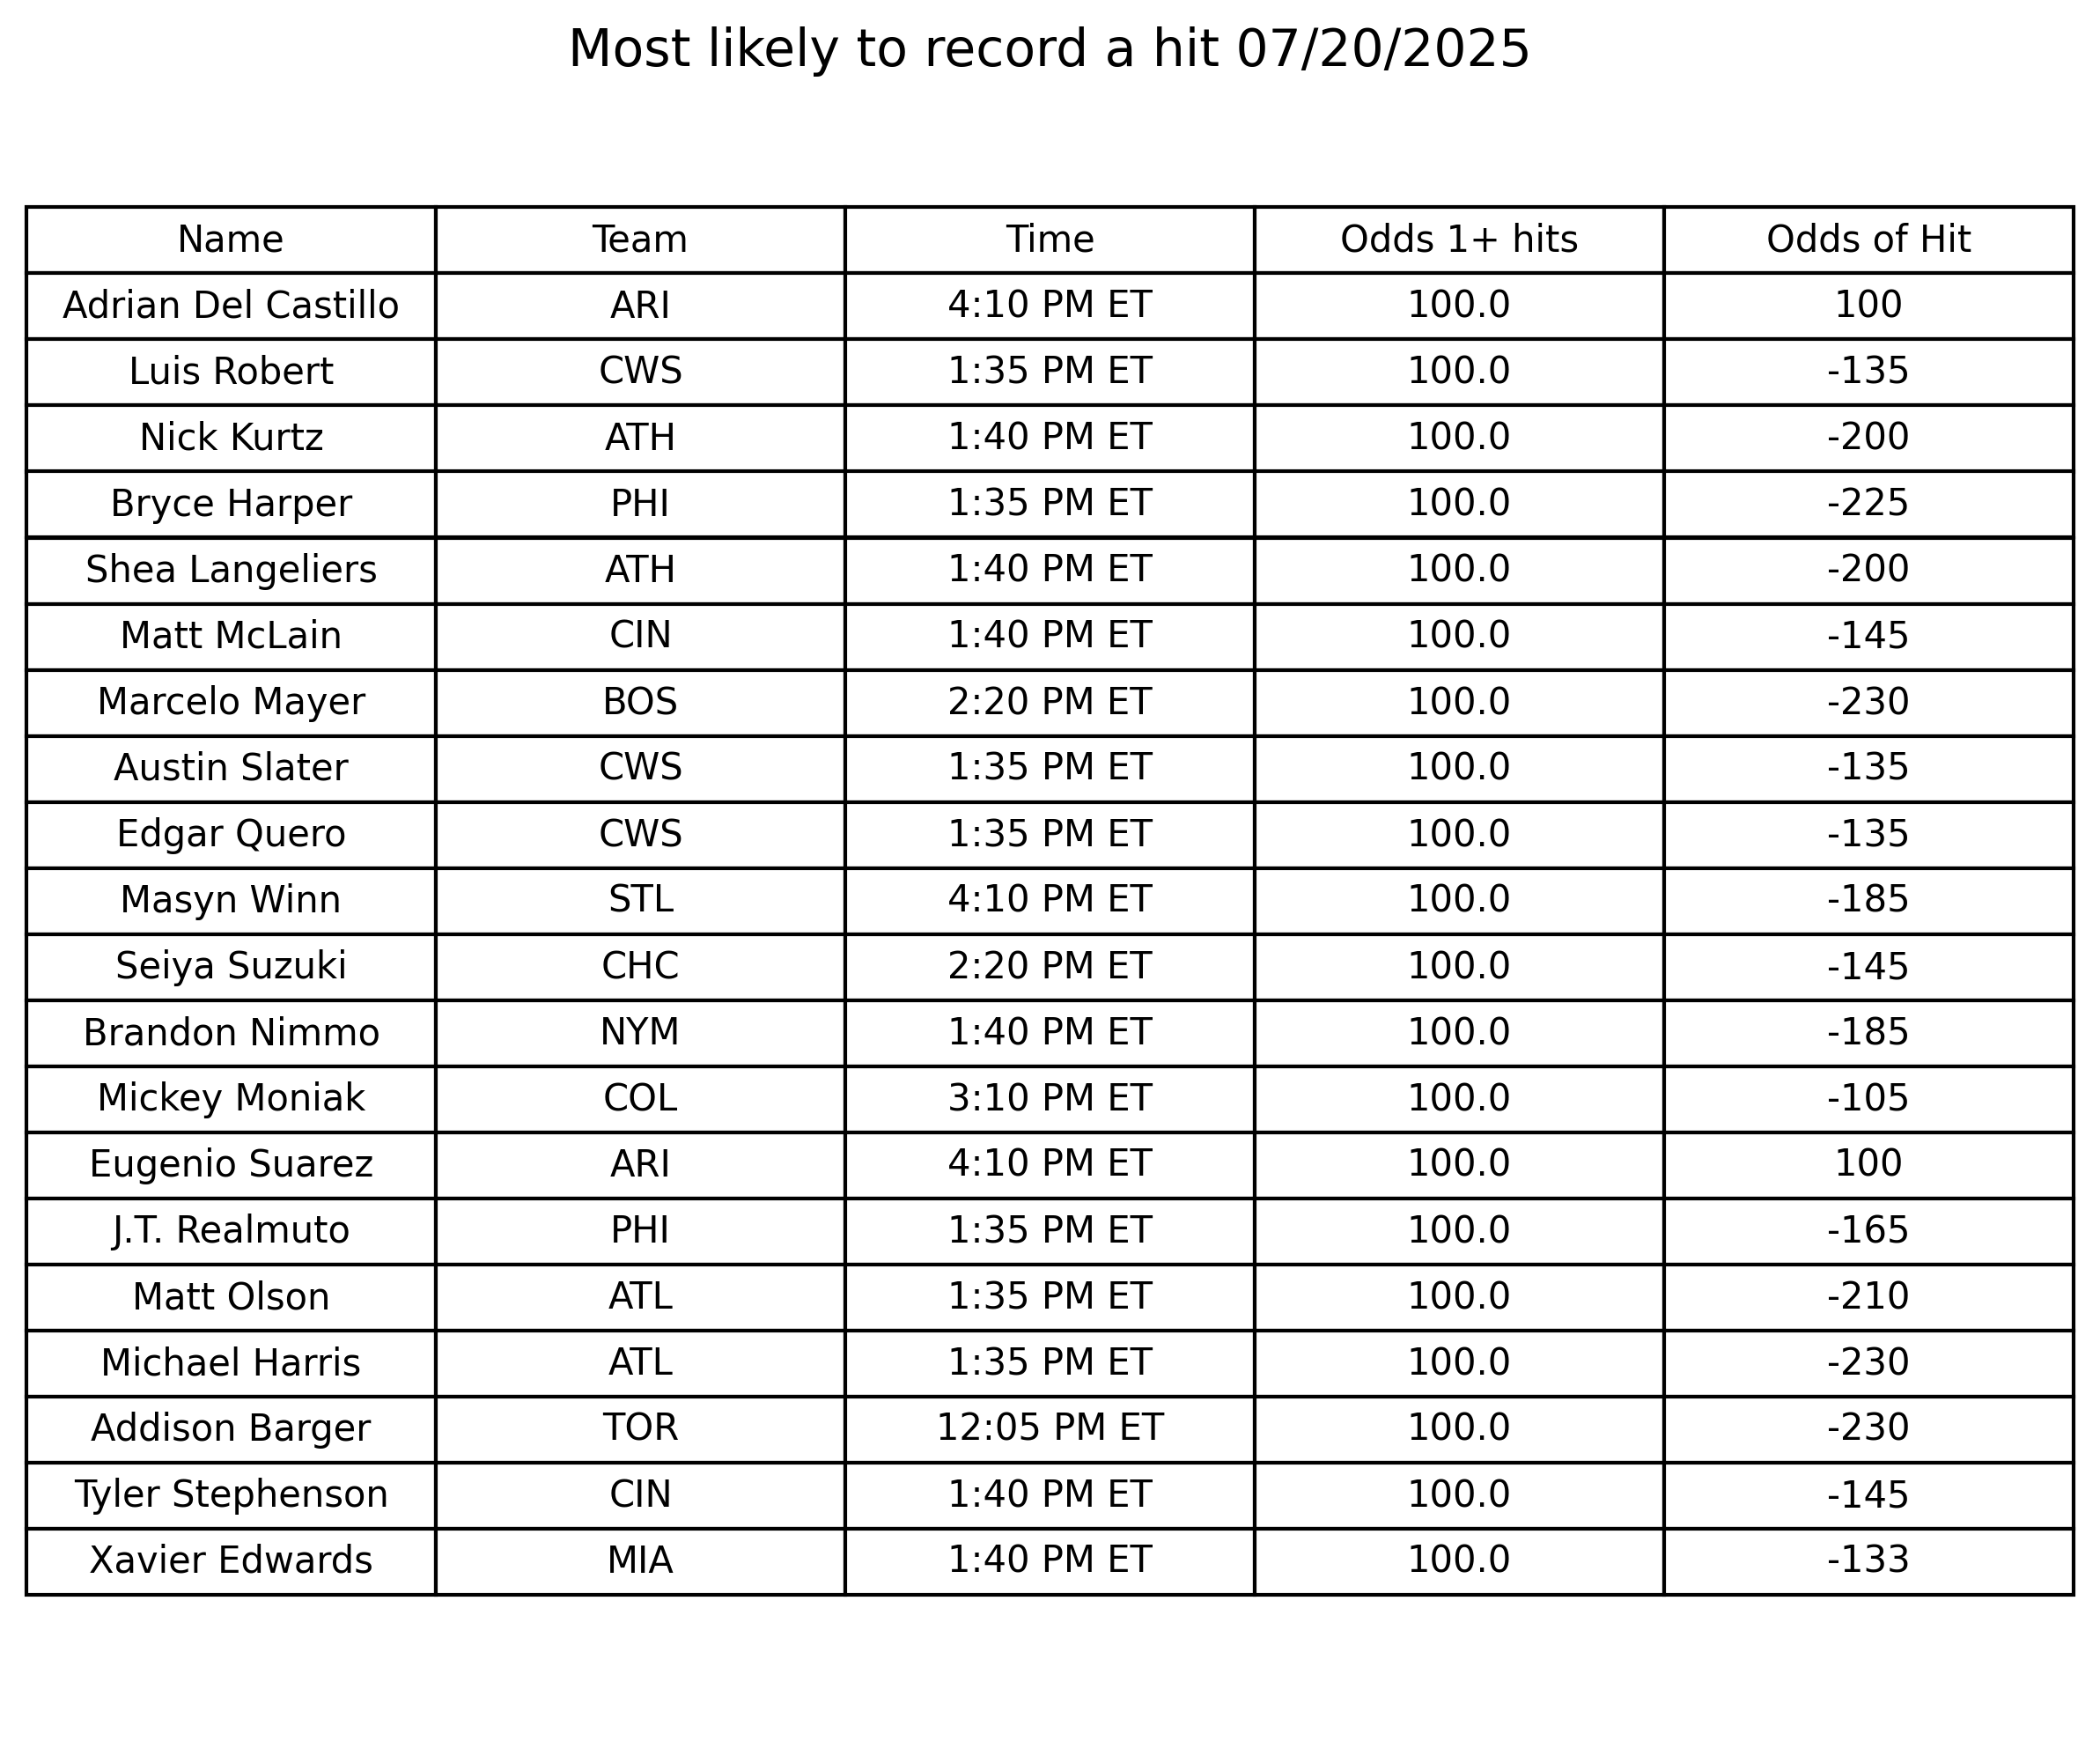 Most likely to record a hit 07/20/2025
Name Team Time Odds 1+ hits Odds of Hit
Adrian Del Castillo ARI 4:10 PM ET 100.0 100
Luis Robert CWS 1:35 PM ET 100.0 -135
Nick Kurtz ATH 1:40 PM ET 100.0 -200
Bryce Harper PHI 1:35 PM ET 100.0 -225
Shea Langeliers ATH 1:40 PM ET 100.0 -200
Matt McLain CIN 1:40 PM ET 100.0 -145
Marcelo Mayer BOS 2:20 PM ET 100.0 -230
Austin Slater CWS 1:35 PM ET 100.0 -135
Edgar Quero CWS 1:35 PM ET 100.0 -135
Masyn Winn STL 4:10 PM ET 100.0 -185
Seiya Suzuki CHC 2:20 PM ET 100.0 -145
Brandon Nimmo NYM 1:40 PM ET 100.0 -185
Mickey Moniak COL 3:10 PM ET 100.0 -105
Eugenio Suarez ARI 4:10 PM ET 100.0 100
J.T. Realmuto PHI 1:35 PM ET 100.0 -165
Matt Olson ATL 1:35 PM ET 100.0 -210
Michael Harris ATL 1:35 PM ET 100.0 -230
Addison Barger TOR 12:05 PM ET 100.0 -230
Tyler Stephenson CIN 1:40 PM ET 100.0 -145
Xavier Edwards MIA 1:40 PM ET 100.0 -133